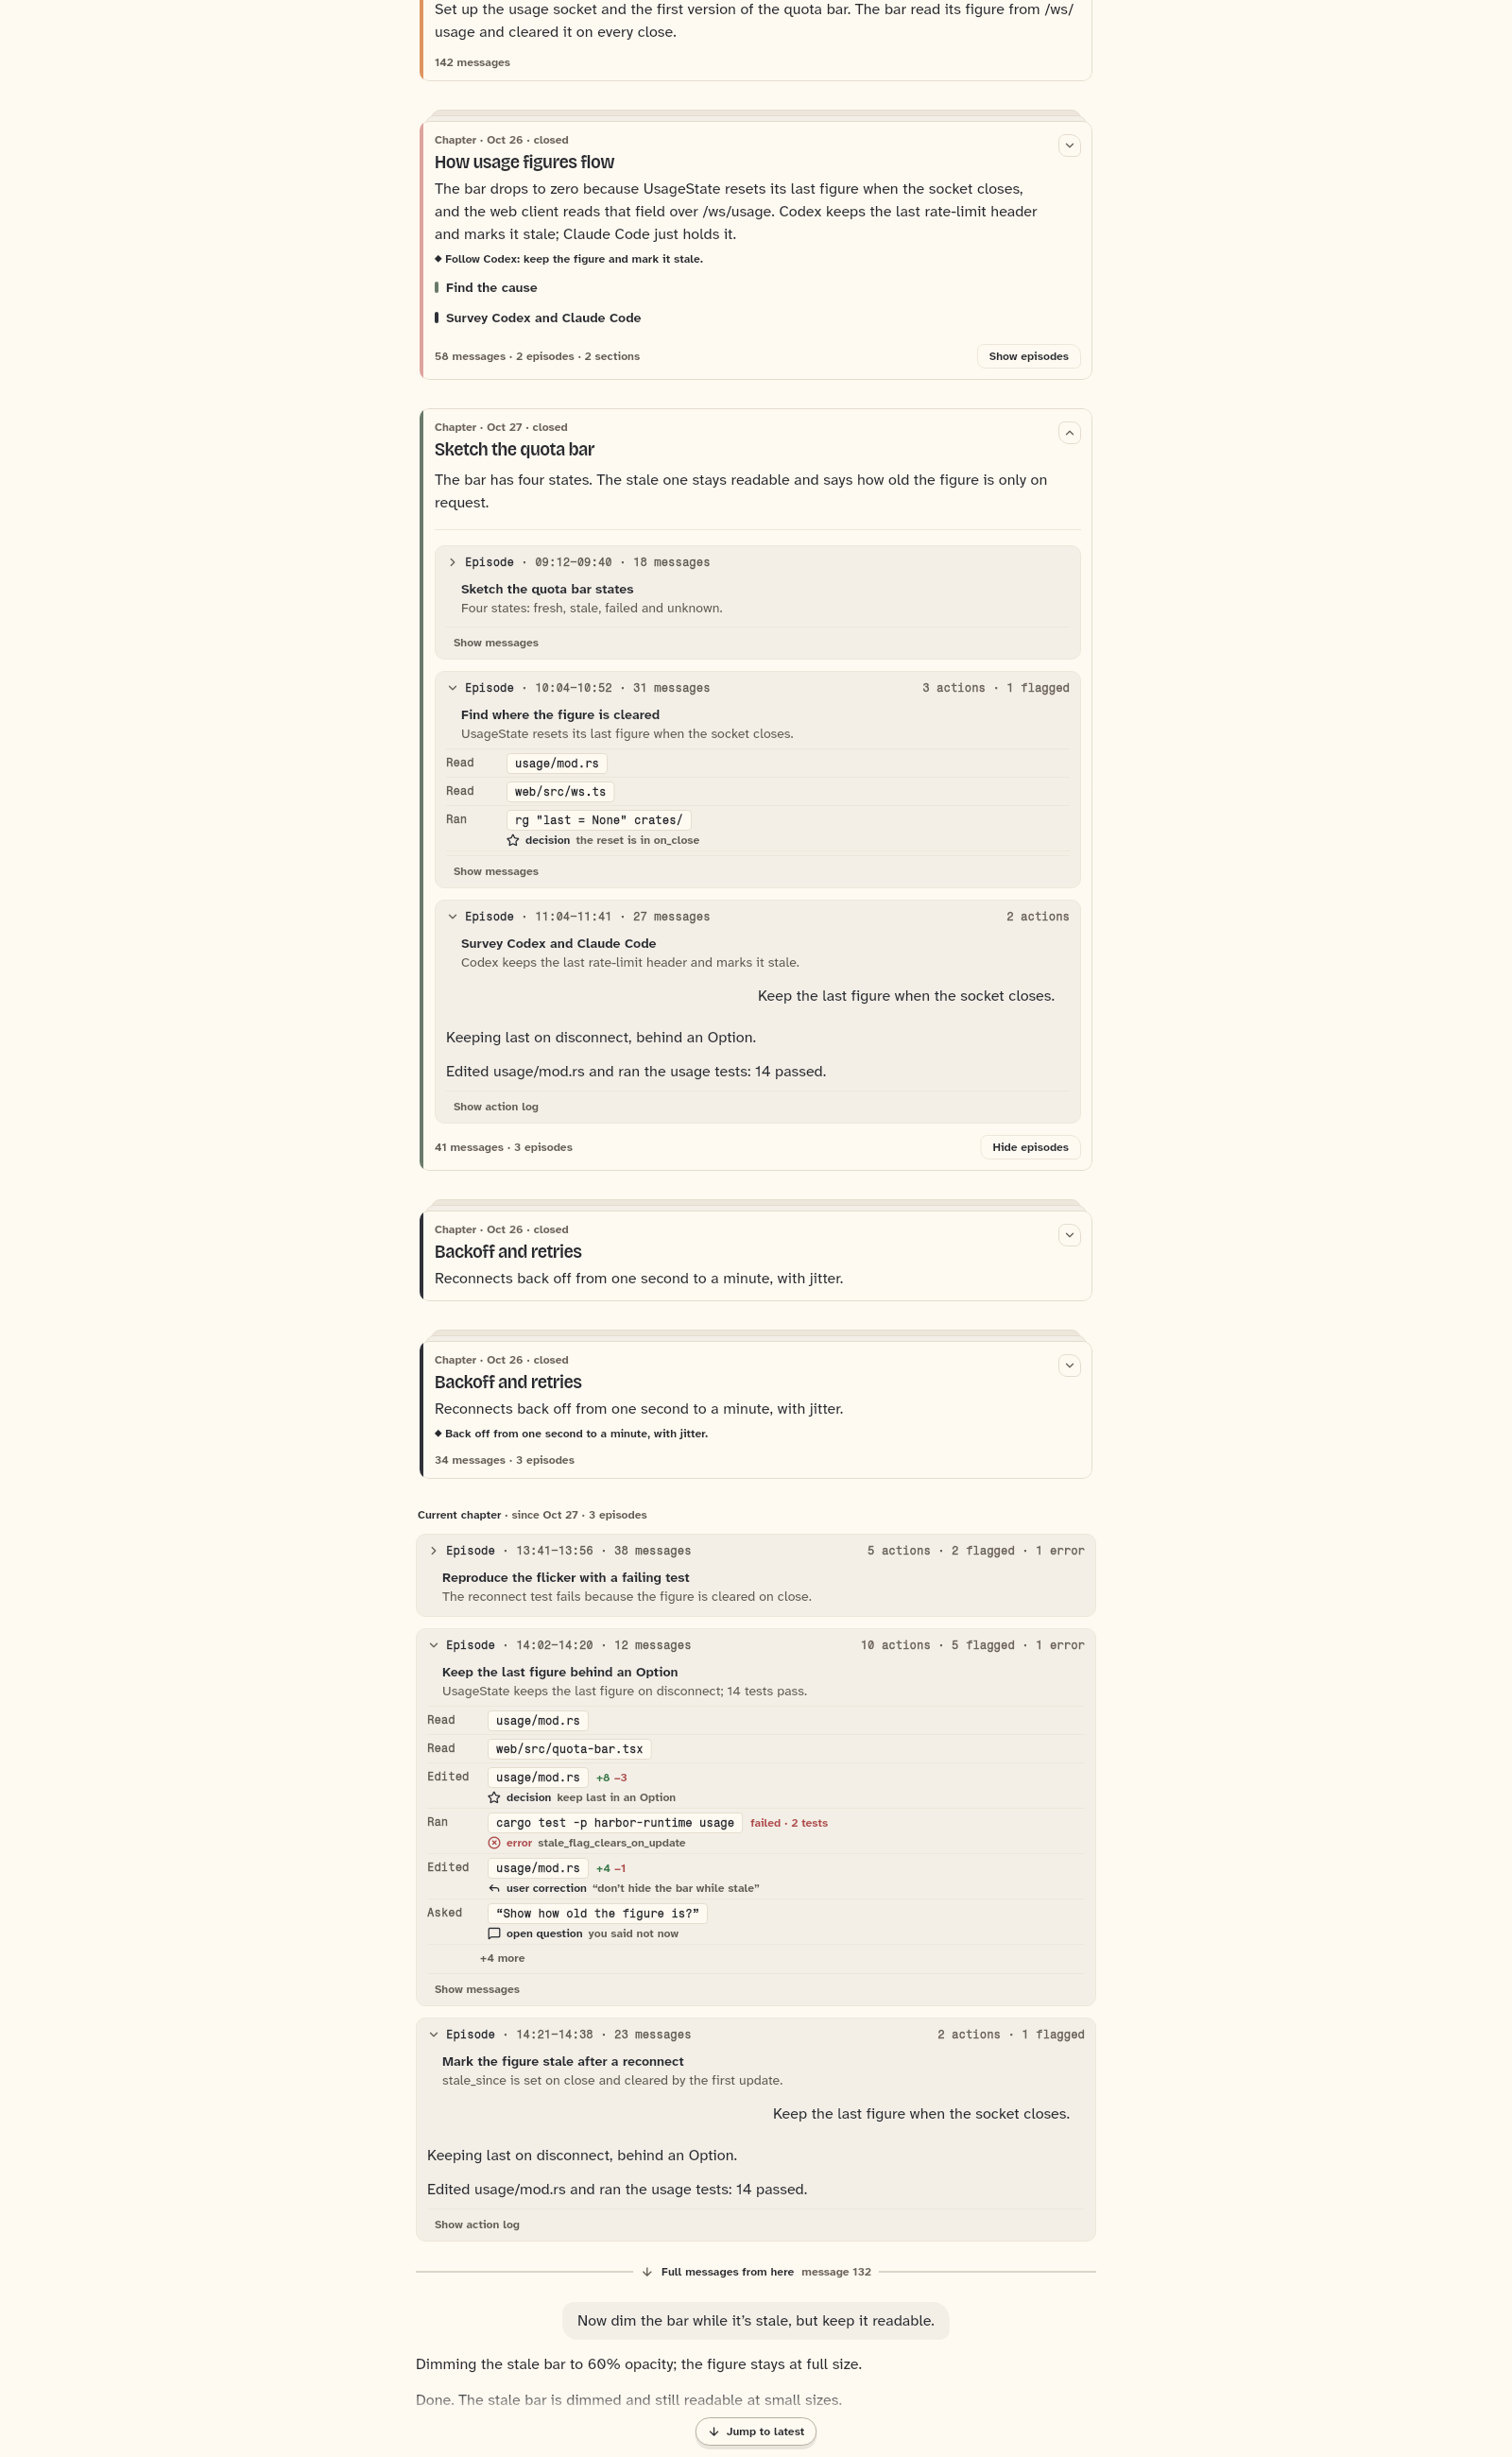 Set up the usage socket and the first version of the quota bar. The bar read its figure from /ws/
usage and cleared it on every close.
142 messages
Chapter · Oct 26 · closed
How usage figures flow
The bar drops to zero because UsageState resets its last figure when the socket closes,
and the web client reads that field over /ws/usage. Codex keeps the last rate-limit header
and marks it stale; Claude Code just holds it.
◆ Follow Codex: keep the figure and mark it stale.
Find the cause
Survey Codex and Claude Code
58 messages · 2 episodes · 2 sections
Show episodes
Chapter · Oct 27 · closed
Sketch the quota bar
The bar has four states. The stale one stays readable and says how old the figure is only on
request.
Episode · 09:12–09:40 · 18 messages
Sketch the quota bar states
Four states: fresh, stale, failed and unknown.
Show messages
Episode · 10:04–10:52 · 31 messages
3 actions · 1 flagged
Find where the figure is cleared
UsageState resets its last figure when the socket closes.
Read usage/mod.rs
Read web/src/ws.ts
Ran rg "last = None" crates/
decision the reset is in on_close
Show messages
Episode · 11:04–11:41 · 27 messages
2 actions
Survey Codex and Claude Code
Codex keeps the last rate-limit header and marks it stale.
Keep the last figure when the socket closes.
Keeping last on disconnect, behind an Option.
Edited usage/mod.rs and ran the usage tests: 14 passed.
Show action log
41 messages · 3 episodes
Hide episodes
Chapter · Oct 26 · closed
Backoff and retries
Reconnects back off from one second to a minute, with jitter.
Chapter · Oct 26 · closed
Backoff and retries
Reconnects back off from one second to a minute, with jitter.
◆ Back off from one second to a minute, with jitter.
34 messages · 3 episodes
Current chapter · since Oct 27 · 3 episodes
Episode · 13:41–13:56 · 38 messages
5 actions · 2 flagged · 1 error
Reproduce the flicker with a failing test
The reconnect test fails because the figure is cleared on close.
Episode · 14:02–14:20 · 12 messages
10 actions · 5 flagged · 1 error
Keep the last figure behind an Option
UsageState keeps the last figure on disconnect; 14 tests pass.
Read usage/mod.rs
Read web/src/quota-bar.tsx
Edited usage/mod.rs +8 −3
decision keep last in an Option
Ran cargo test -p harbor-runtime usage failed · 2 tests
error stale_flag_clears_on_update
Edited usage/mod.rs +4 −1
user correction “don’t hide the bar while stale”
Asked “Show how old the figure is?”
open question you said not now
+4 more
Show messages
Episode · 14:21–14:38 · 23 messages
2 actions · 1 flagged
Mark the figure stale after a reconnect
stale_since is set on close and cleared by the first update.
Keep the last figure when the socket closes.
Keeping last on disconnect, behind an Option.
Edited usage/mod.rs and ran the usage tests: 14 passed.
Show action log
Full messages from here message 132
Now dim the bar while it’s stale, but keep it readable.
Dimming the stale bar to 60% opacity; the figure stays at full size.
Done. The stale bar is dimmed and still readable at small sizes.
Jump to latest